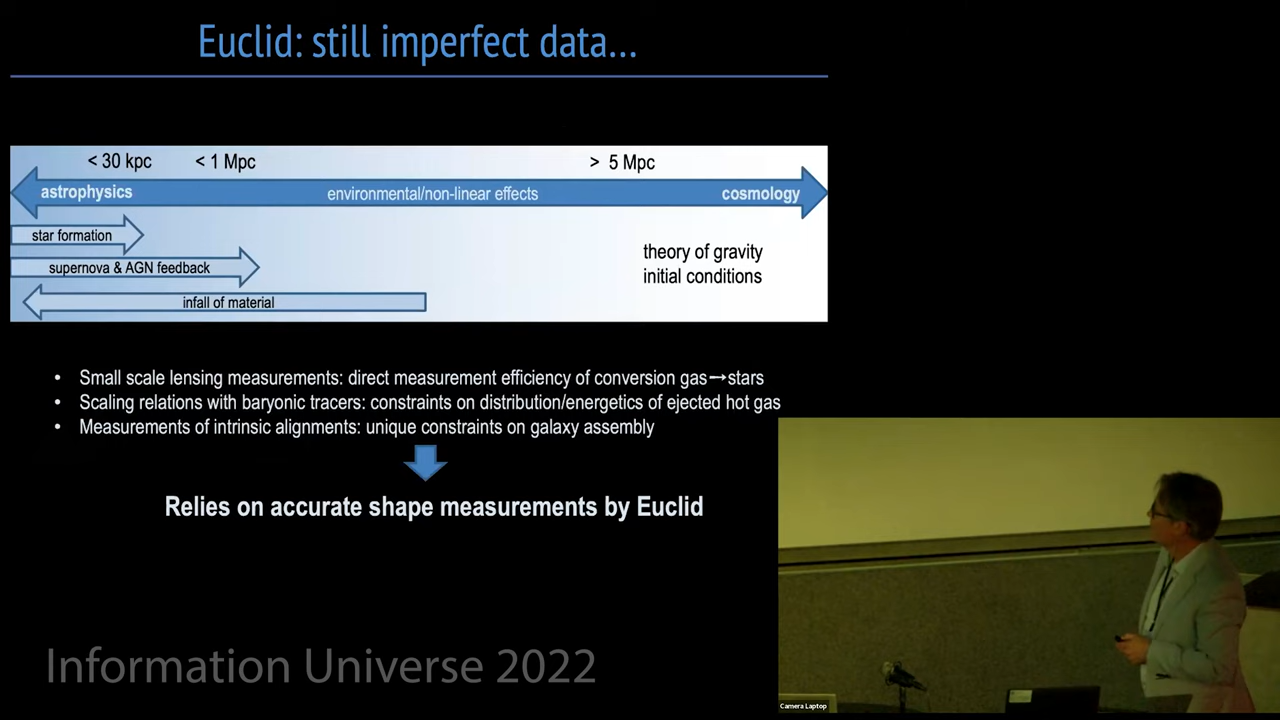 Euclid: still imperfect data...
< 30 kpc < 1 Mpc > 5 Mpc
astrophysics environmental/non-linear effects cosmology
star formation
supernova & AGN feedback
infall of material
theory of gravity
initial conditions
• Small scale lensing measurements: direct measurement efficiency of conversion gas→stars
• Scaling relations with baryonic tracers: constraints on distribution/energetics of ejected hot gas
• Measurements of intrinsic alignments: unique constraints on galaxy assembly
Relies on accurate shape measurements by Euclid
Information Universe 2022
Camera Laptop